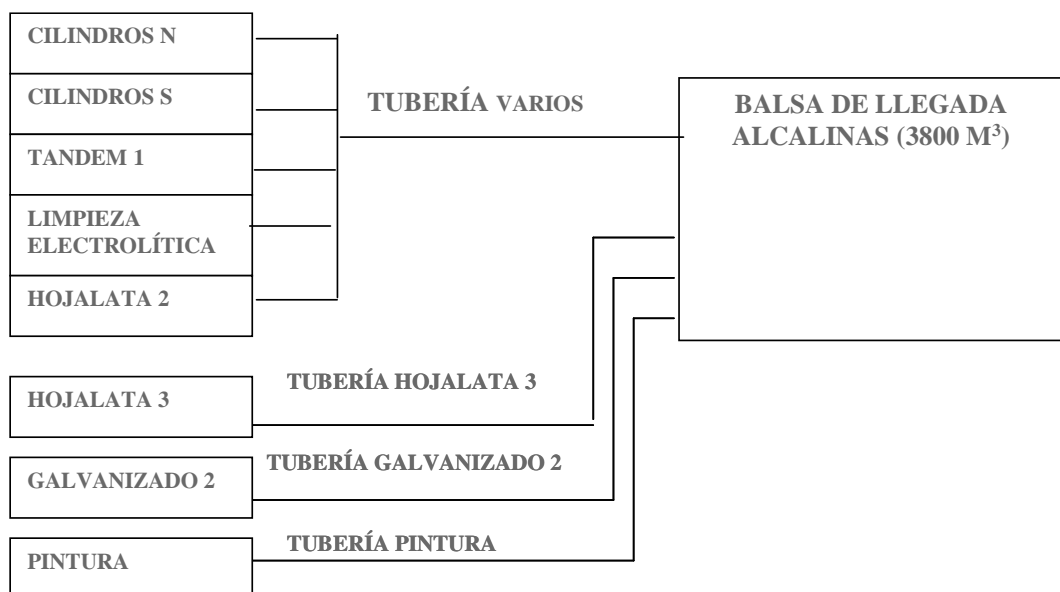 CILINDROS N
CILINDROS S
TANDEM 1
LIMPIEZA
ELECTROLÍTICA
HOJALATA 2
TUBERÍA VARIOS
BALSA DE LLEGADA
ALCALINAS (3800 M³)
HOJALATA 3
TUBERÍA HOJALATA 3
GALVANIZADO 2
TUBERÍA GALVANIZADO 2
PINTURA
TUBERÍA PINTURA